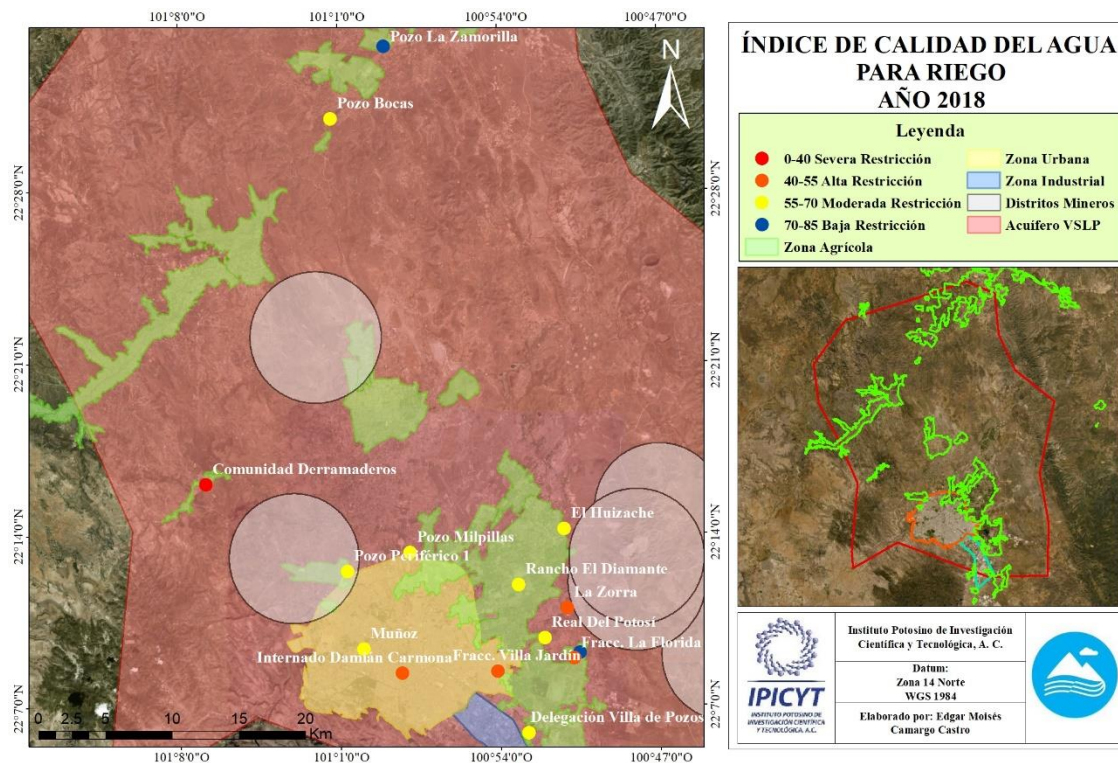 101°8'0"O 101°1'0"O 100°54'0"O 100°47'0"O
Pozo La Zamorilla
N
Pozo Bocas
22°28'0"N 22°28'0"N
22°21'0"N 22°21'0"N
Comunidad Derramaderos
El Huizache
22°14'0"N 22°14'0"N
Pozo Milpillas
Pozo Periférico 1
Rancho El Diamante
La Zorra
Real Del Potosí
Muñoz
Fracc. La Florida
Internado Damián Carmona
Fracc. Villa Jardín
22°7'0"N 22°7'0"N
Delegación Villa de Pozos
0 2.5 5 10 15 20
Km
101°8'0"O 101°1'0"O 100°54'0"O 100°47'0"O
ÍNDICE DE CALIDAD DEL AGUA
PARA RIEGO
AÑO 2018
Leyenda
0-40 Severa Restricción
40-55 Alta Restricción
55-70 Moderada Restricción
70-85 Baja Restricción
Zona Agrícola
Zona Urbana
Zona Industrial
Distritos Mineros
Acuífero VSLP
IPICYT
INSTITUTO POTOSINO DE
INVESTIGACIÓN CIENTÍFICA
Y TECNOLÓGICA, A.C.
Instituto Potosino de Investigación
Científica y Tecnológica, A. C.
Datum:
Zona 14 Norte
WGS 1984
Elaborado por: Edgar Moisés
Camargo Castro